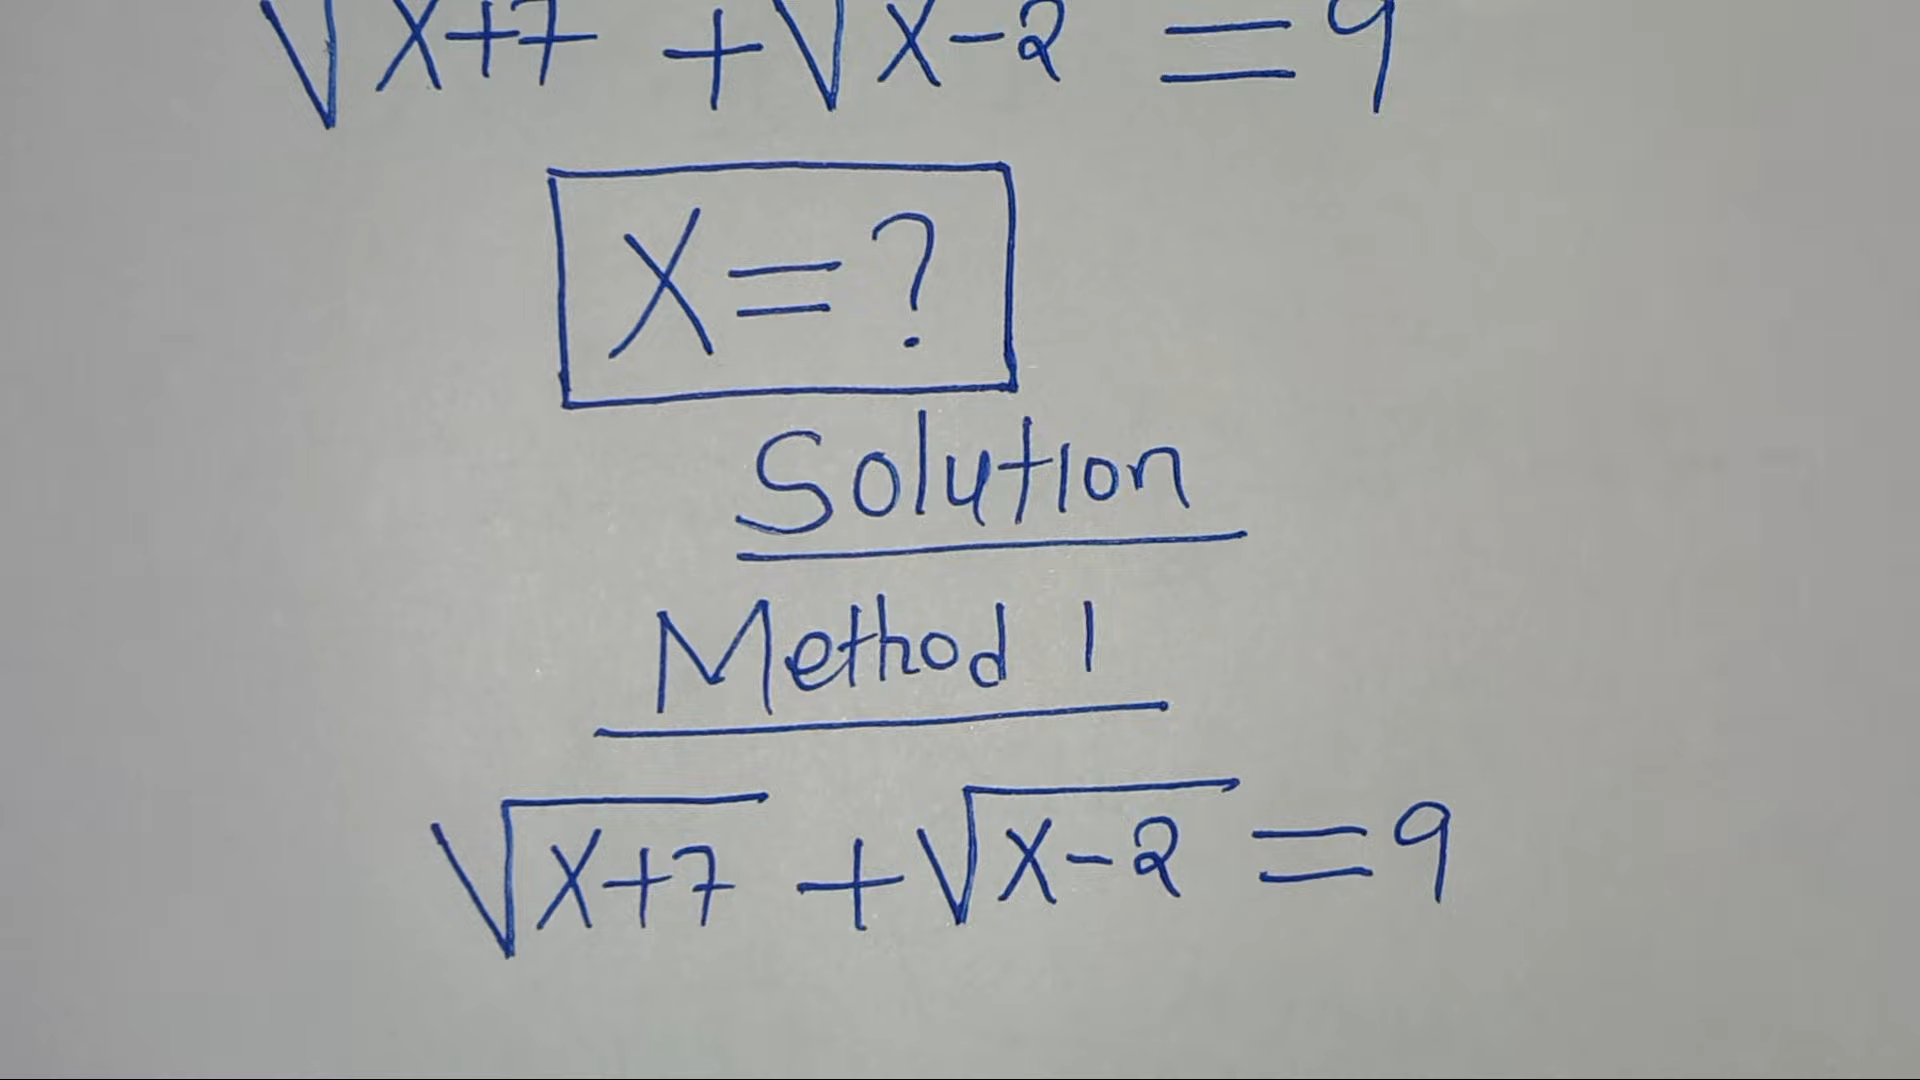 √x+7 + √x-2 = 9
X = ?
Solution
Method 1
√x+7 + √x-2 = 9